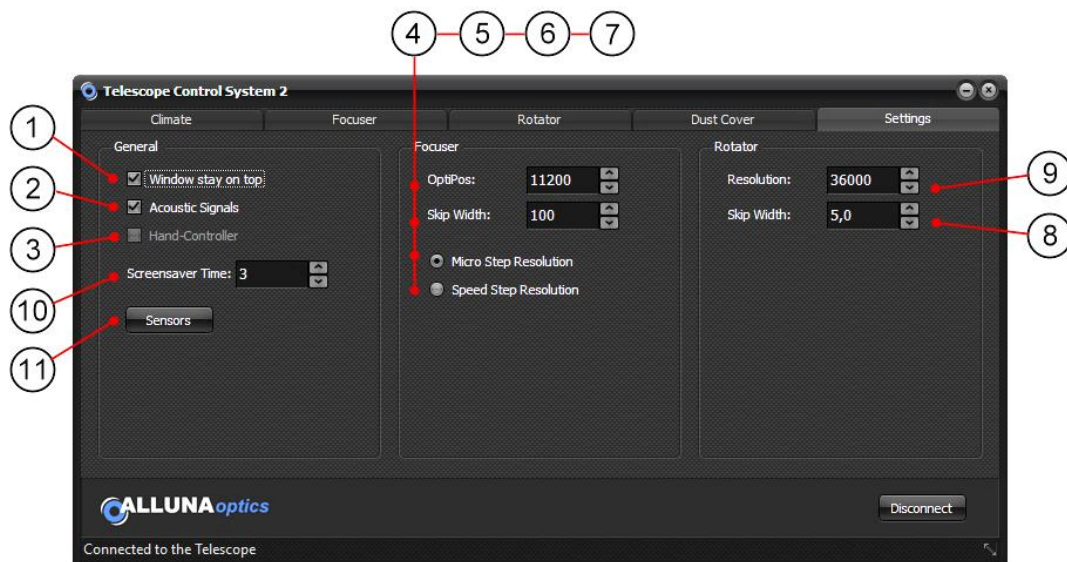 4 5 6 7
Telescope Control System 2
Climate Focuser Rotator Dust Cover Settings
General
1
Window stay on top
2
Acoustic Signals
3
Hand-Controller
10
Screensaver Time: 3
11
Sensors
Focuser
OptiPos: 11200
Skip Width: 100
Micro Step Resolution
Speed Step Resolution
Rotator
Resolution: 36000
9
Skip Width: 5,0
8
ALLUNA optics
Disconnect
Connected to the Telescope